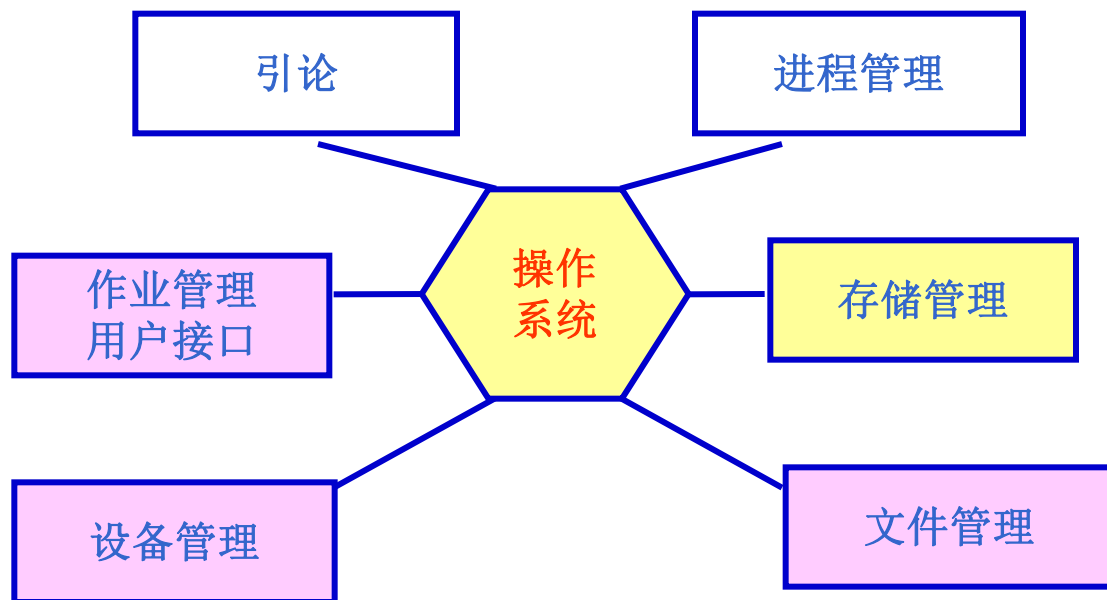 引论
进程管理
操作
系统
作业管理
用户接口
存储管理
设备管理
文件管理